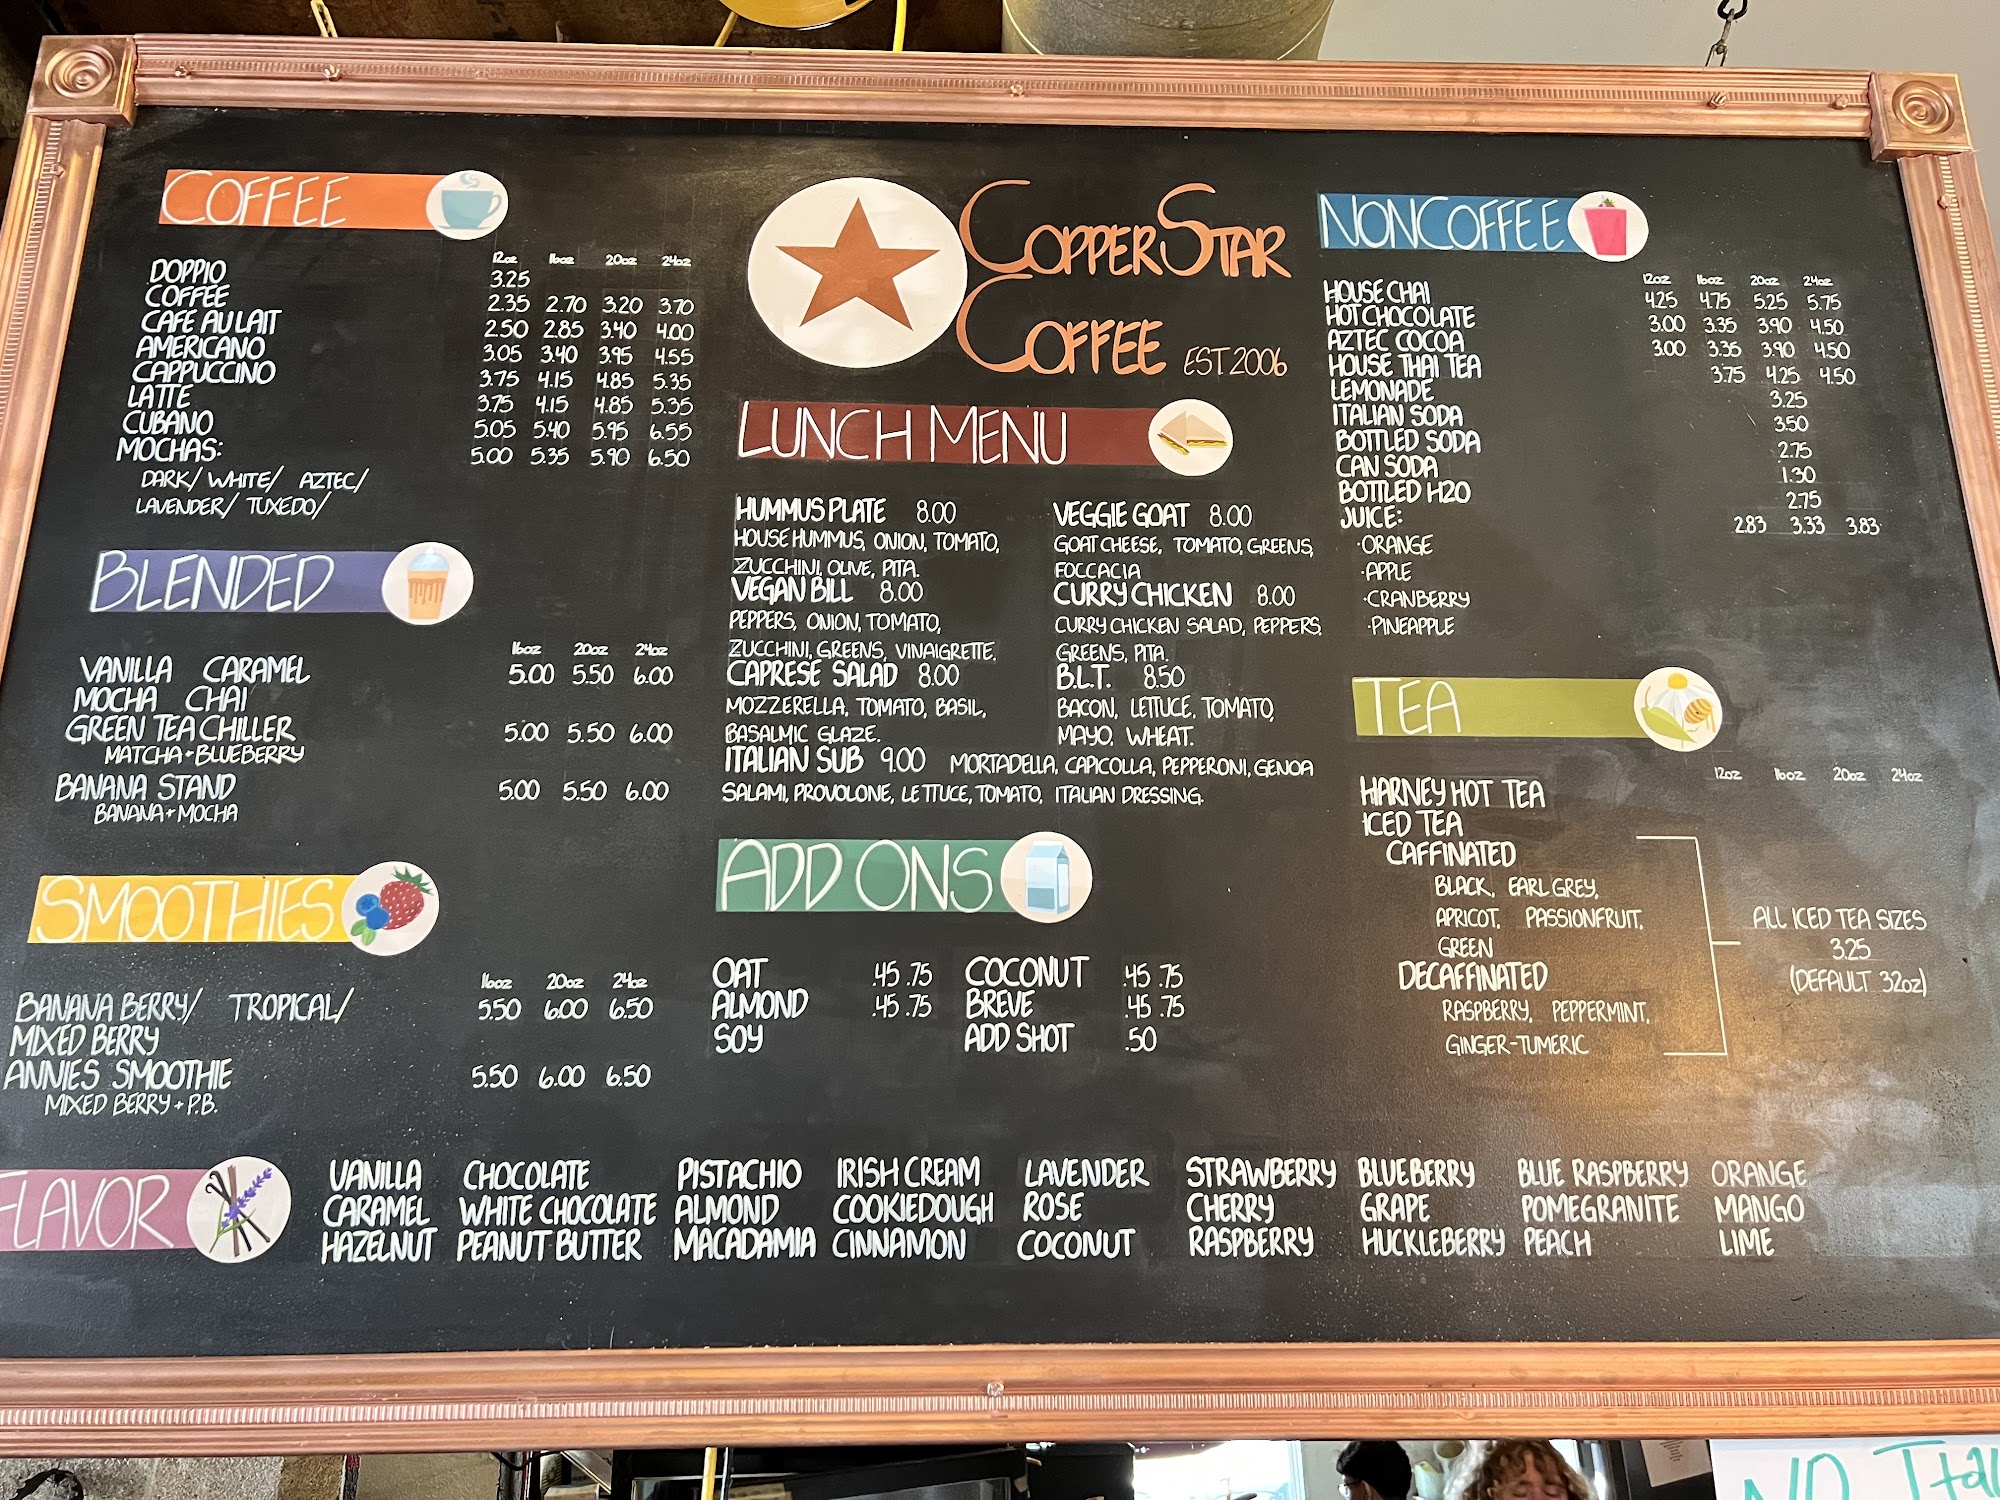 COFFEE
12oz 16oz 20oz 24oz
DOPPIO 3.25
COFFEE 2.35 2.70 3.20 3.70
CAFE AU LAIT 2.50 2.85 3.40 4.00
AMERICANO 3.05 3.40 3.95 4.55
CAPPUCCINO 3.75 4.15 4.85 5.35
LATTE 3.75 4.15 4.85 5.35
CUBANO 5.05 5.40 5.95 6.55
MOCHAS: 5.00 5.35 5.90 6.50
DARK/ WHITE/ AZTEC/
LAVENDER/ TUXEDO/
BLENDED
16oz 20oz 24oz
VANILLA CARAMEL 5.00 5.50 6.00
MOCHA CHAI
GREEN TEA CHILLER 5.00 5.50 6.00
MATCHA + BLUEBERRY
BANANA STAND 5.00 5.50 6.00
BANANA + MOCHA
SMOOTHIES
16oz 20oz 24oz
BANANA BERRY/ TROPICAL/ 5.50 6.00 6.50
MIXED BERRY
ANNIES SMOOTHIE 5.50 6.00 6.50
MIXED BERRY + P.B.
COPPER STAR
COFFEE EST 2006
LUNCH MENU
HUMMUS PLATE 8.00
HOUSE HUMMUS, ONION, TOMATO,
ZUCCHINI, OLIVE, PITA.
VEGAN BILL 8.00
PEPPERS, ONION, TOMATO,
ZUCCHINI, GREENS, VINAIGRETTE.
CAPRESE SALAD 8.00
MOZZERELLA, TOMATO, BASIL,
BASALMIC GLAZE.
VEGGIE GOAT 8.00
GOAT CHEESE, TOMATO, GREENS,
FOCCACIA
CURRY CHICKEN 8.00
CURRY CHICKEN SALAD, PEPPERS,
GREENS, PITA.
B.L.T. 8.50
BACON, LETTUCE, TOMATO,
MAYO, WHEAT.
ITALIAN SUB 9.00 MORTADELLA, CAPICOLLA, PEPPERONI, GENOA
SALAMI, PROVOLONE, LETTUCE, TOMATO, ITALIAN DRESSING.
ADD ONS
OAT .45 .75 COCONUT .45 .75
ALMOND .45 .75 BREVE .45 .75
SOY ADD SHOT .50
NONCOFFEE
12oz 16oz 20oz 24oz
HOUSE CHAI 4.25 4.75 5.25 5.75
HOT CHOCOLATE 3.00 3.35 3.90 4.50
AZTEC COCOA 3.00 3.35 3.90 4.50
HOUSE THAI TEA 3.75 4.25 4.50
LEMONADE 3.25
ITALIAN SODA 3.50
BOTTLED SODA 2.75
CAN SODA 1.30
BOTTLED H2O 2.75
JUICE: 2.83 3.33 3.83
·ORANGE
·APPLE
·CRANBERRY
·PINEAPPLE
TEA
12oz 16oz 20oz 24oz
HARNEY HOT TEA
ICED TEA
CAFFINATED
BLACK, EARL GREY,
APRICOT, PASSIONFRUIT,
GREEN
DECAFFINATED
RASPBERRY, PEPPERMINT,
GINGER-TUMERIC
ALL ICED TEA SIZES
3.25
(DEFAULT 32oz)
FLAVOR
VANILLA CHOCOLATE PISTACHIO IRISH CREAM LAVENDER STRAWBERRY BLUEBERRY BLUE RASPBERRY ORANGE
CARAMEL WHITE CHOCOLATE ALMOND COOKIEDOUGH ROSE CHERRY GRAPE POMEGRANITE MANGO
HAZELNUT PEANUT BUTTER MACADAMIA CINNAMON COCONUT RASPBERRY HUCKLEBERRY PEACH LIME
NO